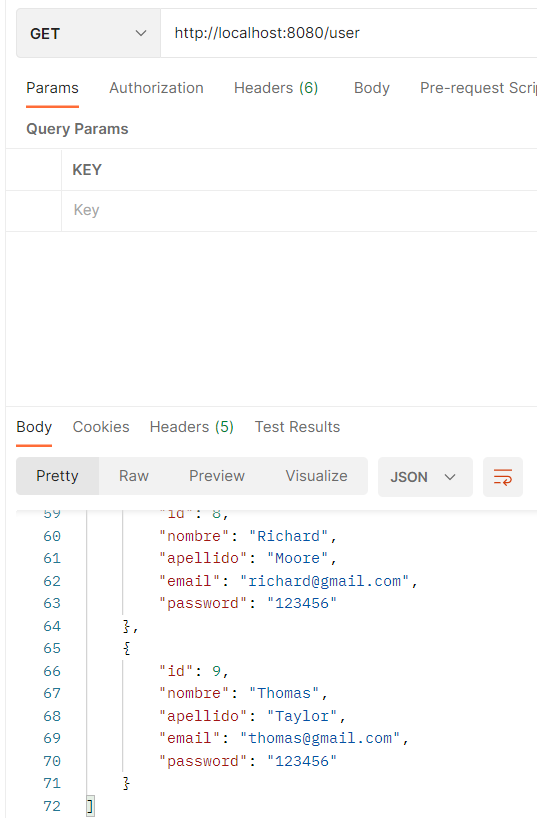 GET http://localhost:8080/user
Params Authorization Headers (6) Body Pre-request Scri
Query Params
KEY
Key
Body Cookies Headers (5) Test Results
Pretty Raw Preview Visualize JSON
59 "id": 8,
60 "nombre": "Richard",
61 "apellido": "Moore",
62 "email": "richard@gmail.com",
63 "password": "123456"
64 },
65 {
66 "id": 9,
67 "nombre": "Thomas",
68 "apellido": "Taylor",
69 "email": "thomas@gmail.com",
70 "password": "123456"
71 }
72 ]